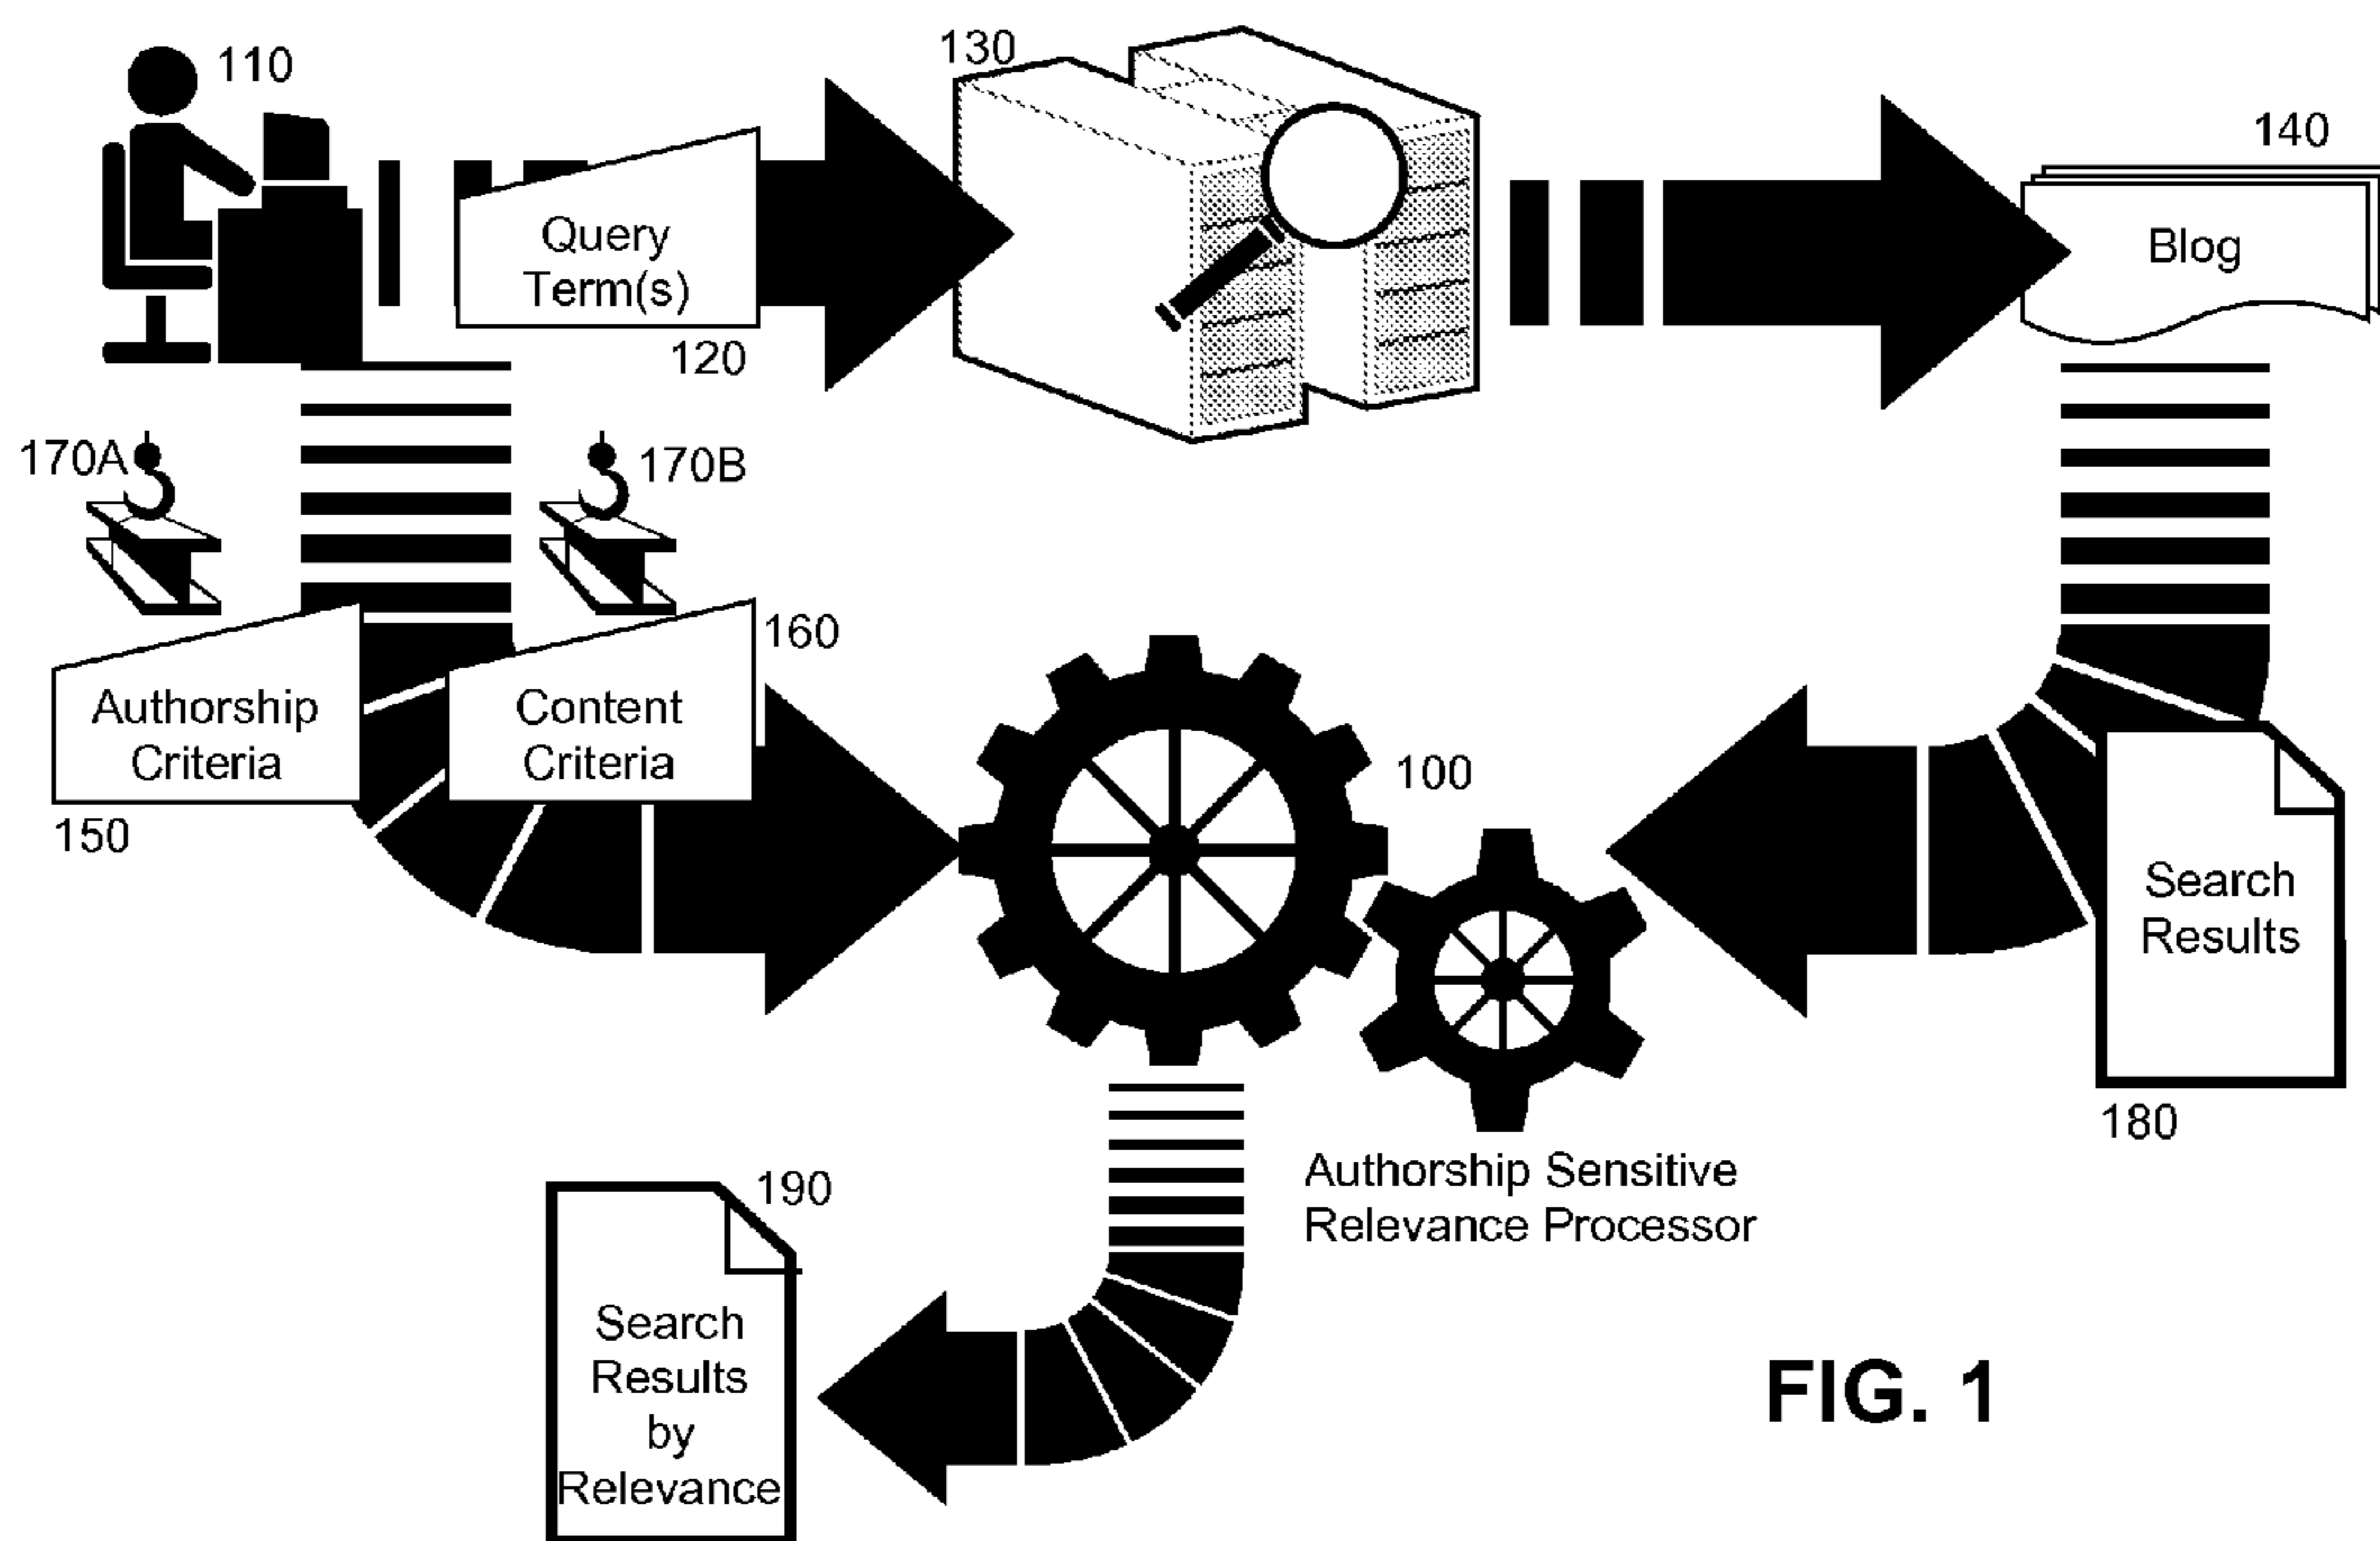 110
130
140
Query
Term(s)
120
Blog
170A
170B
160
Authorship
Criteria
150
Content
Criteria
100
Search
Results
180
Authorship Sensitive
Relevance Processor
190
Search
Results
by
Relevance
FIG. 1